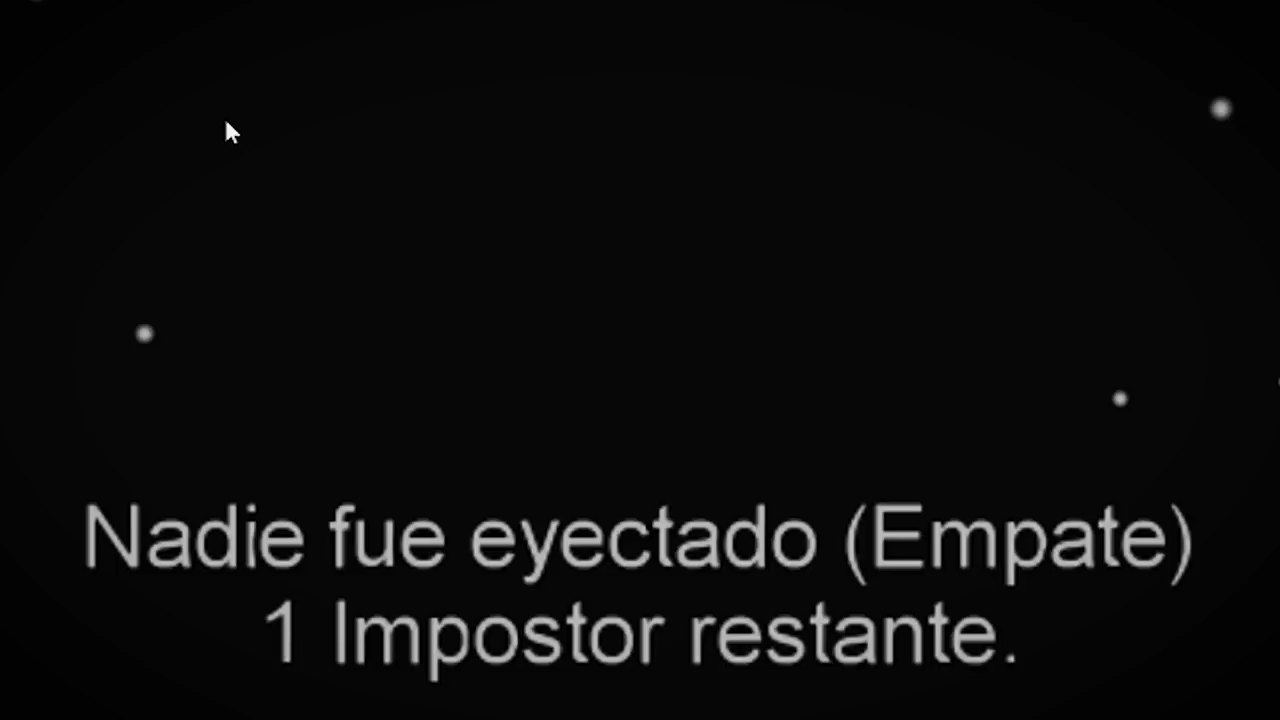 Nadie fue eyectado (Empate)
1 Impostor restante.